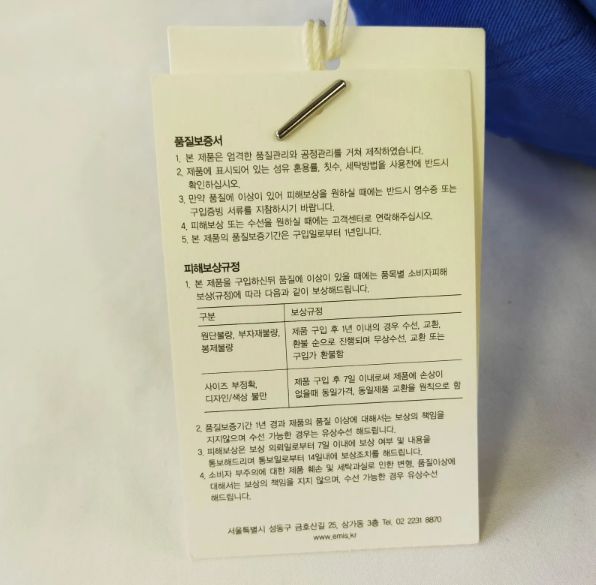 품질보증서
1. 본 제품은 엄격한 품질관리와 공정관리를 거쳐 제작하였습니다.
2. 제품에 표시되어 있는 섬유 혼용률, 칫수, 세탁방법을 사용전에 반드시
확인하십시오.
3. 만약 품질에 이상이 있어 피해보상을 원하실 때에는 반드시 영수증 또는
구입증빙 서류를 지참하시기 바랍니다.
4. 피해보상 또는 수선을 원하실 때에는 고객센터로 연락해주십시오.
5. 본 제품의 품질보증기간은 구입일로부터 1년입니다.
피해보상규정
1. 본 제품을 구입하신뒤 품질에 이상이 있을 때에는 품목별 소비자피해
보상(규정)에 따라 다음과 같이 보상해드립니다.
구분 보상규정
원단불량, 부자재불량, 제품 구입 후 1년 이내의 경우 수선, 교환,
봉제불량 환불 순으로 진행되며 무상수선, 교환 또는
구입가 환불함
사이즈 부정확, 제품 구입 후 7일 이내로써 제품에 손상이
디자인/색상 불만 없을때 동일가격, 동일제품 교환을 원칙으로 함
2. 품질보증기간 1년 경과 제품의 품질 이상에 대해서는 보상의 책임을
지지않으며 수선 가능한 경우는 유상수선 해드립니다.
3. 피해보상은 보상 의뢰일로부터 7일 이내에 보상 여부 및 내용을
통보해드리며 통보일로부터 14일내에 보상조치를 해드립니다.
4. 소비자 부주의에 대한 제품 훼손 및 세탁과실로 인한 변형, 품질이상에
대해서는 보상의 책임을 지지 않으며, 수선 가능한 경우 유상수선
해드립니다.
서울특별시 성동구 금호산길 25, 상가동 3층 Tel. 02 2231 8870
www.emis.kr